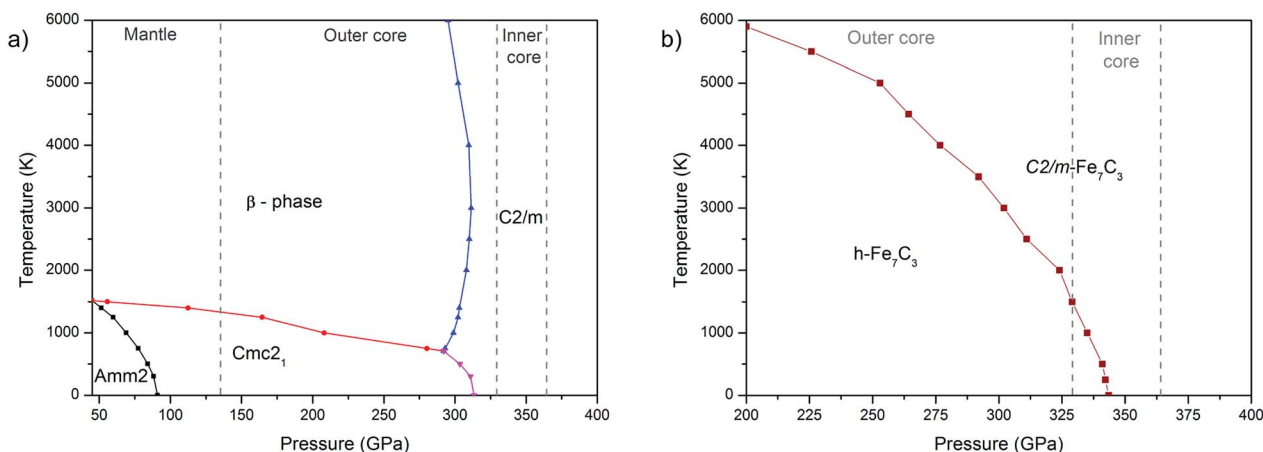 a)
Mantle
Outer core
Inner
core
β - phase
C2/m
Cmc2₁
Amm2
Temperature (K)
6000
5000
4000
3000
2000
1000
0
45
100
150
200
250
300
350
400
Pressure (GPa)
b)
Outer core
Inner
core
C2/m-Fe₇C₃
h-Fe₇C₃
Temperature (K)
6000
5000
4000
3000
2000
1000
0
200
225
250
275
300
325
350
375
400
Pressure (GPa)